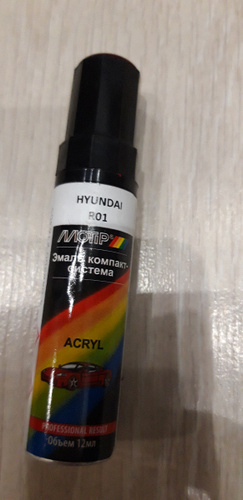 HYUNDAI
R01
MOTIP
Эмаль компакт-
система
ACRYL
PROFESSIONAL RESULT
Объем 12мл